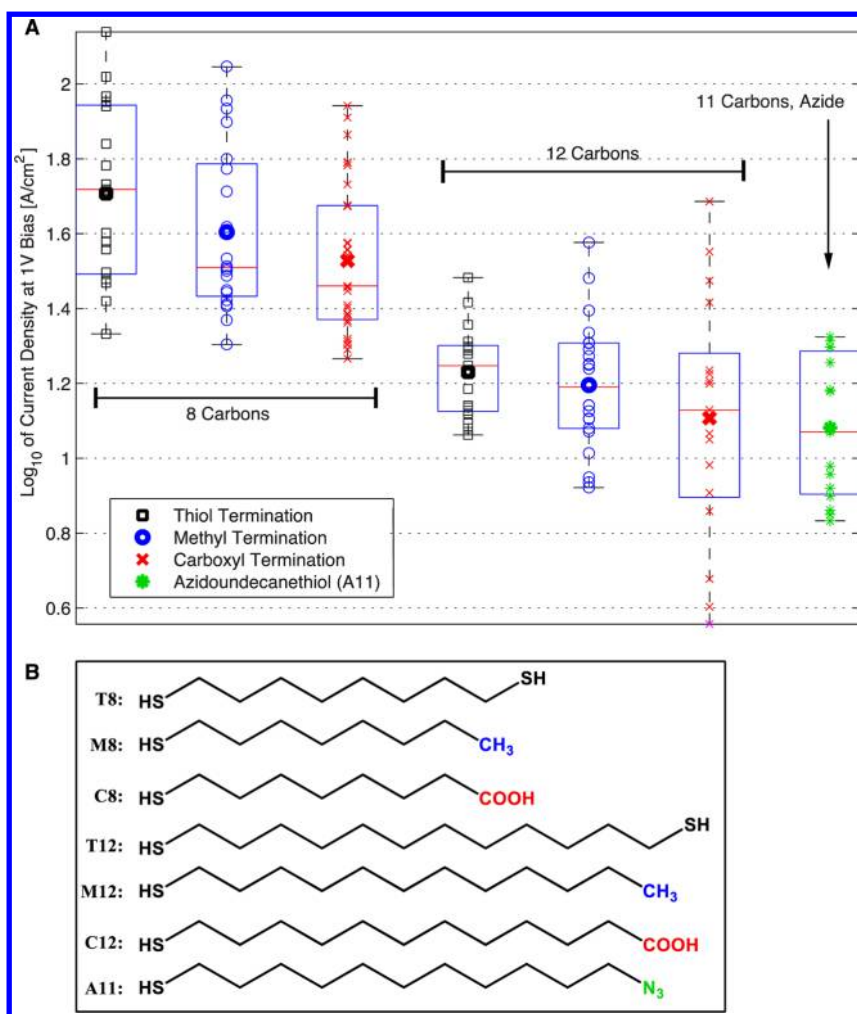 A
Log10 of Current Density at 1V Bias [A/cm2]
2
1.8
1.6
1.4
1.2
1
0.8
0.6
11 Carbons, Azide
12 Carbons
8 Carbons
Thiol Termination
Methyl Termination
Carboxyl Termination
Azidoundecanethiol (A11)
B
T8: HS SH
M8: HS CH3
C8: HS COOH
T12: HS SH
M12: HS CH3
C12: HS COOH
A11: HS N3